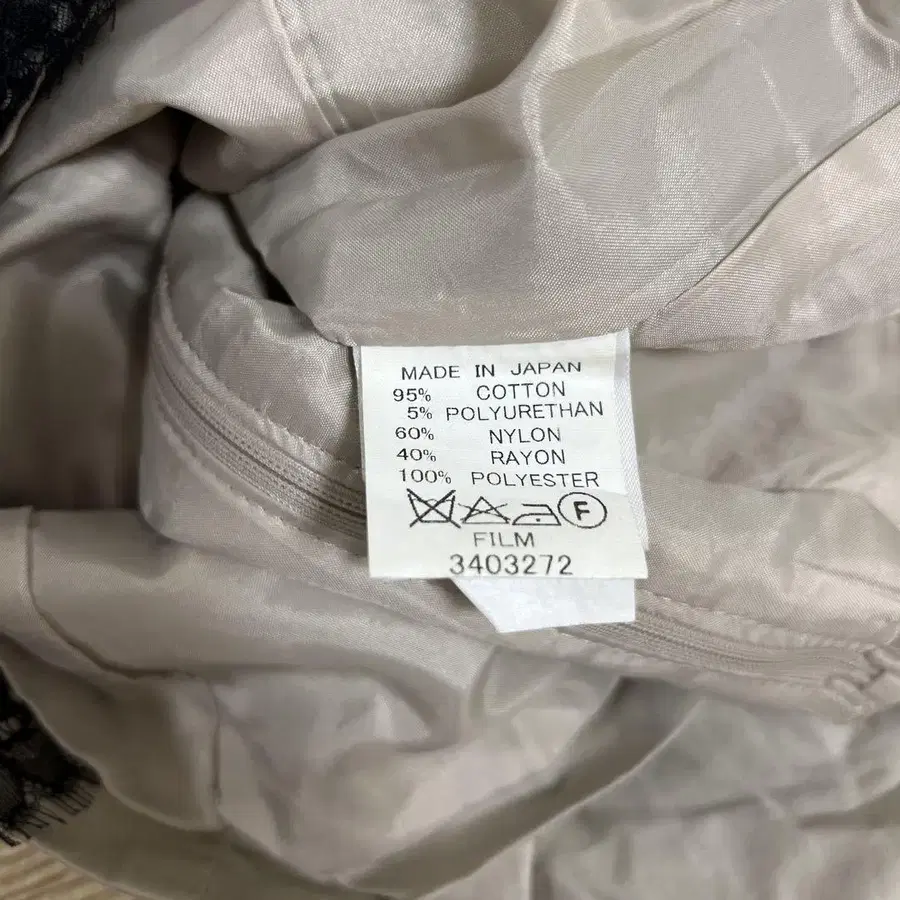 MADE IN JAPAN
95% COTTON
5% POLYURETHAN
60% NYLON
40% RAYON
100% POLYESTER
F
FILM
3403272